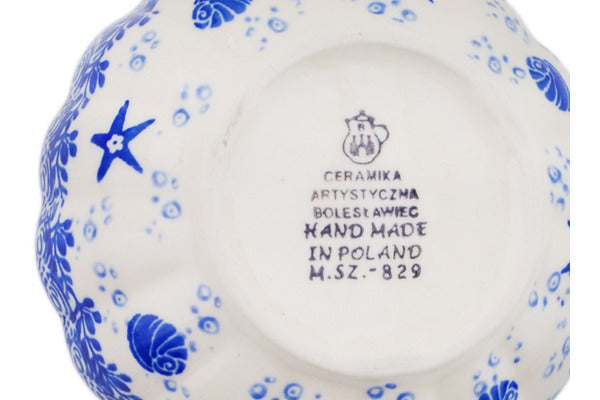 CERAMIKA
ARTYSTYCZNA
BOLESŁAWIEC
HAND MADE
IN POLAND
M.SZ.-829